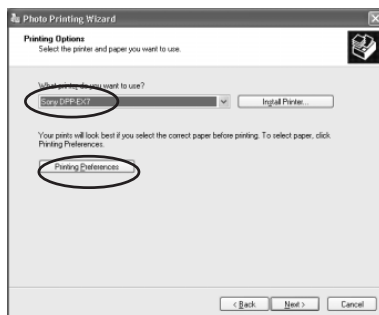 Photo Printing Wizard
Printing Options
Select the printer and paper you want to use.
What printer do you want to use?
Sony DPP-EX7
Install Printer...
Your prints will look best if you select the correct paper before printing. To select paper, click
Printing Preferences.
Printing Preferences
< Back Next > Cancel